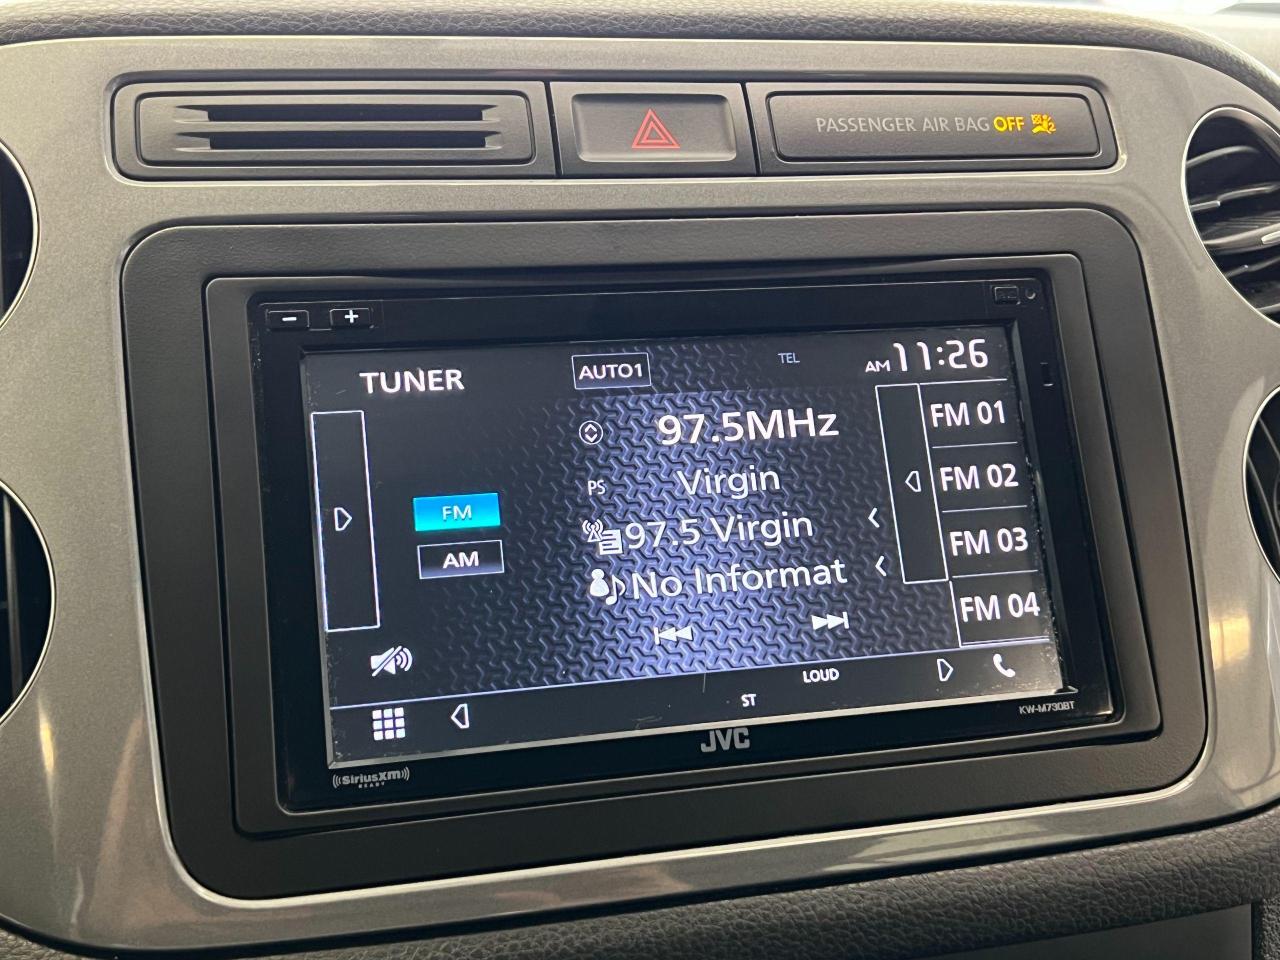 PASSENGER AIR BAG OFF
TUNER
AUTO1
TEL
AM 11:26
97.5MHz
PS Virgin
97.5 Virgin
No Informat
FM
AM
FM 01
FM 02
FM 03
FM 04
LOUD
ST
KW-M730BT
JVC
((SiriusXM))
READY